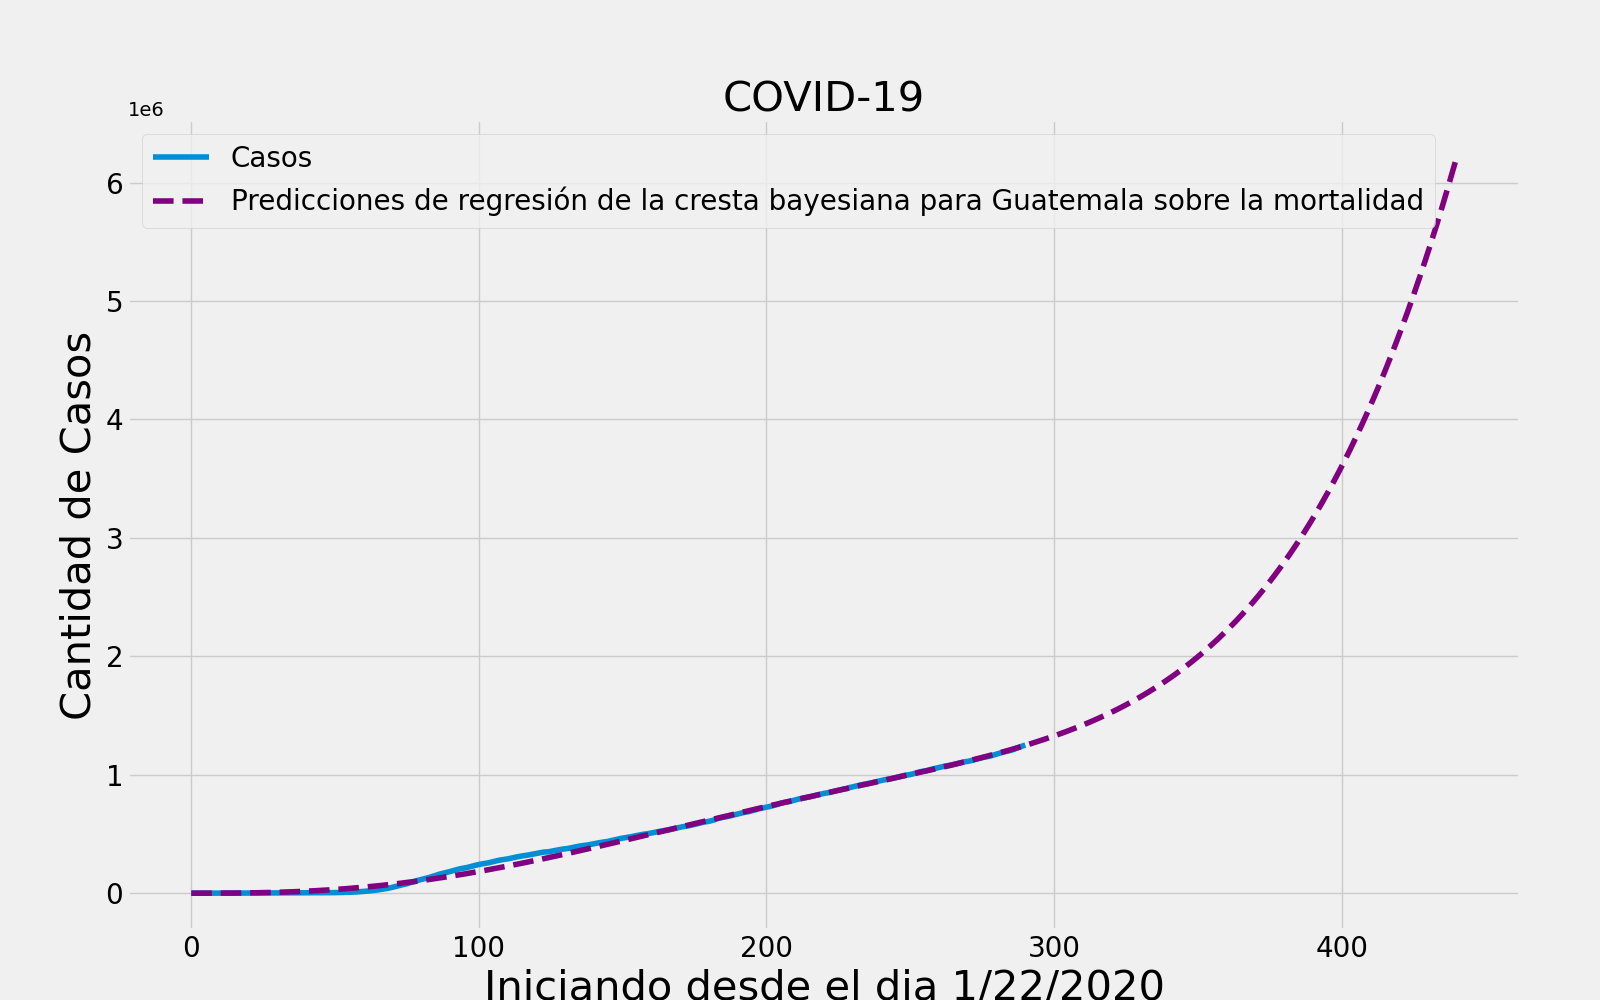 COVID-19
1e6
Casos
Predicciones de regresión de la cresta bayesiana para Guatemala sobre la mortalidad
6
5
4
3
2
1
0
Cantidad de Casos
0 100 200 300 400
Iniciando desde el dia 1/22/2020